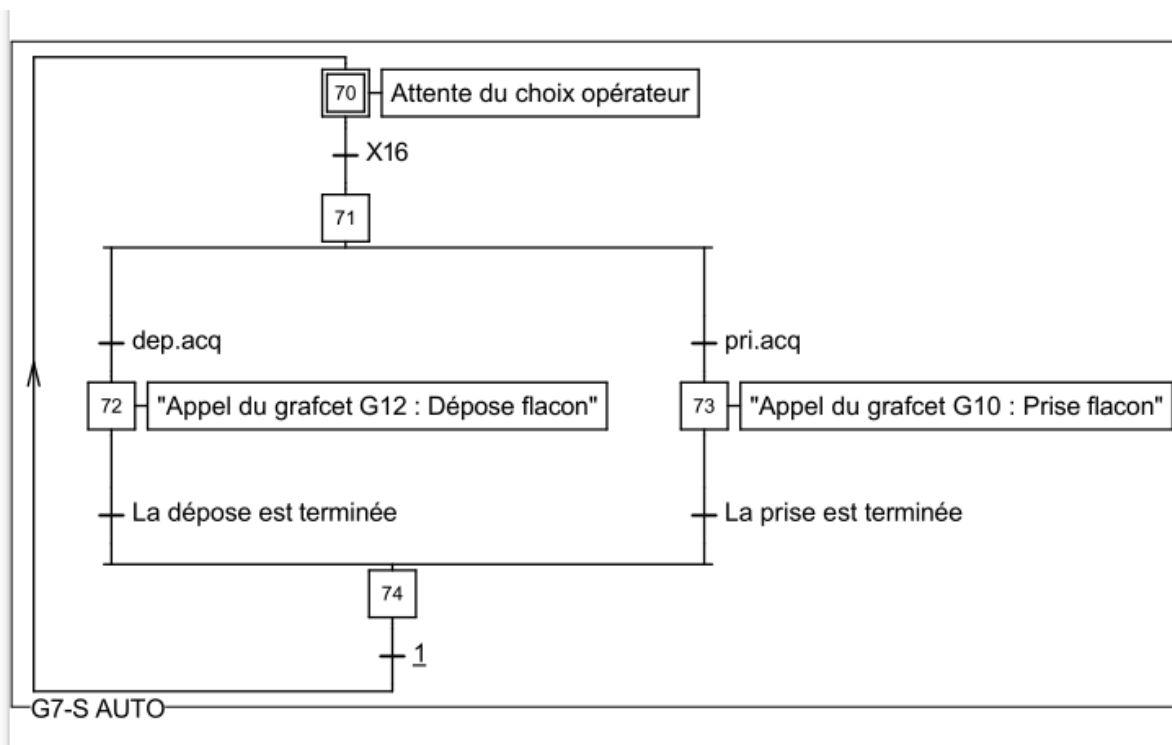 70 Attente du choix opérateur
X16
71
dep.acq pri.acq
72 "Appel du grafcet G12 : Dépose flacon" 73 "Appel du grafcet G10 : Prise flacon"
La dépose est terminée La prise est terminée
74
1
G7-S AUTO